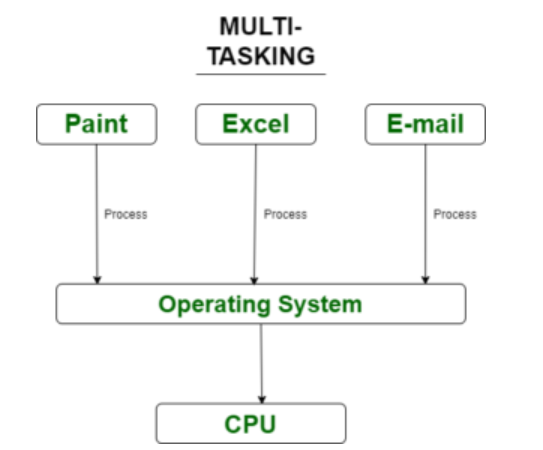 MULTI-
TASKING
Paint
Excel
E-mail
Process
Process
Process
Operating System
CPU